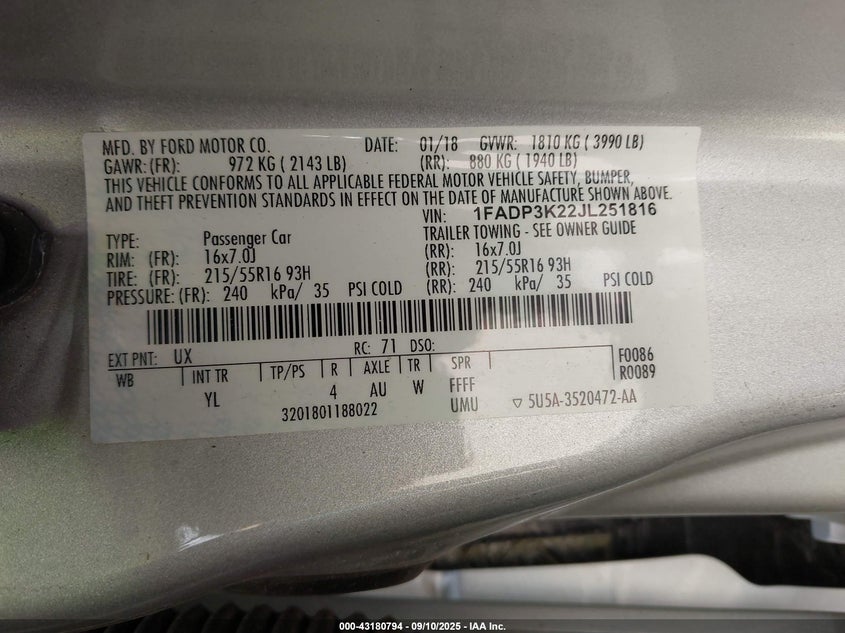 MFD. BY FORD MOTOR CO. DATE: 01/18 GVWR: 1810 KG ( 3990 LB)
GAWR: (FR): 972 KG ( 2143 LB) (RR): 880 KG ( 1940 LB)
THIS VEHICLE CONFORMS TO ALL APPLICABLE FEDERAL MOTOR VEHICLE SAFETY, BUMPER,
AND THEFT PREVENTION STANDARDS IN EFFECT ON THE DATE OF MANUFACTURE SHOWN ABOVE.
VIN: 1FADP3K22JL251816
TYPE: Passenger Car TRAILER TOWING - SEE OWNER GUIDE
RIM: (FR): 16x7.0J (RR): 16x7.0J
TIRE: (FR): 215/55R16 93H (RR): 215/55R16 93H
PRESSURE: (FR): 240 kPa/ 35 PSI COLD (RR): 240 kPa/ 35 PSI COLD
EXT PNT: UX RC: 71 DSO:
WB INT TR TP/PS R AXLE TR SPR F0086
YL 4 AU W FFFF R0089
3201801188022 UMU ▽ 5U5A-3520472-AA
000-43180794 - 09/10/2025 - IAA Inc.